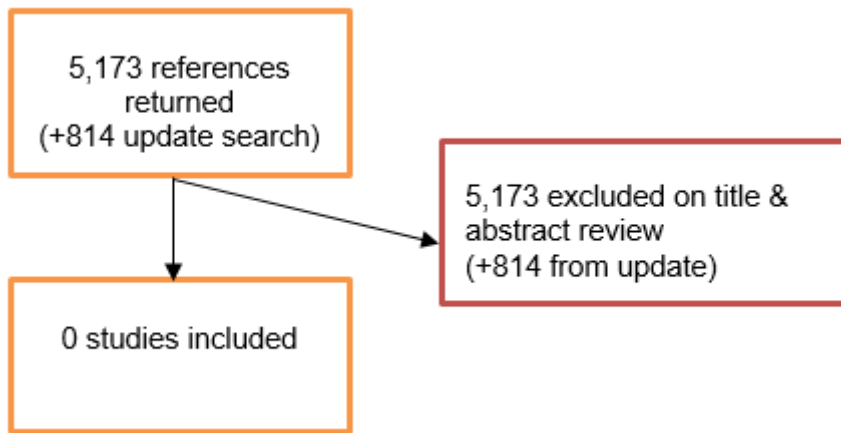 5,173 references
returned
(+814 update search)
5,173 excluded on title &
abstract review
(+814 from update)
0 studies included